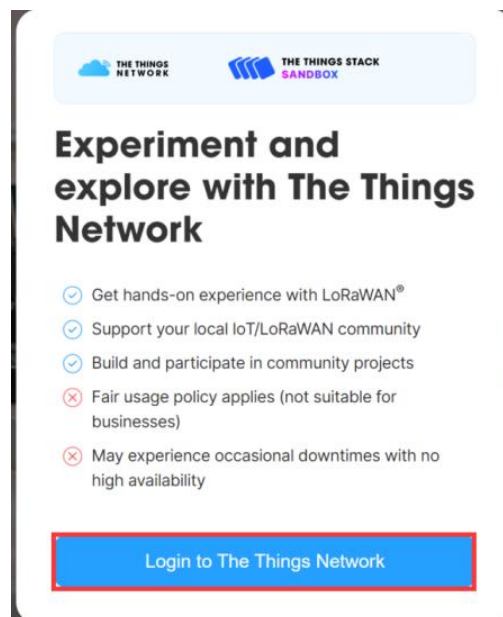 THE THINGS
NETWORK
THE THINGS STACK
SANDBOX
Experiment and
explore with The Things
Network
Get hands-on experience with LoRaWAN®
Support your local IoT/LoRaWAN community
Build and participate in community projects
Fair usage policy applies (not suitable for
businesses)
May experience occasional downtimes with no
high availability
Login to The Things Network